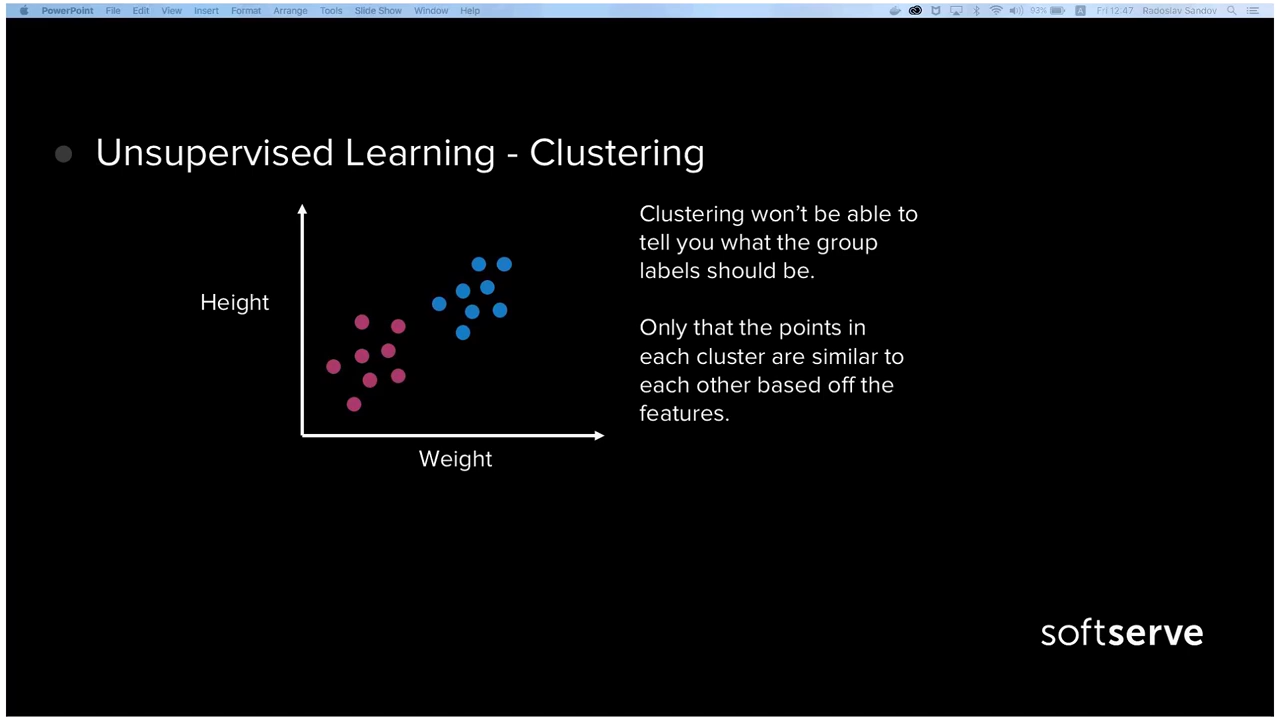 PowerPoint File Edit View Insert Format Arrange Tools Slide Show Window Help 93% A Fri 12:47 Radoslav Sandov
Unsupervised Learning - Clustering
Height
Weight
Clustering won’t be able to
tell you what the group
labels should be.
Only that the points in
each cluster are similar to
each other based off the
features.
softserve